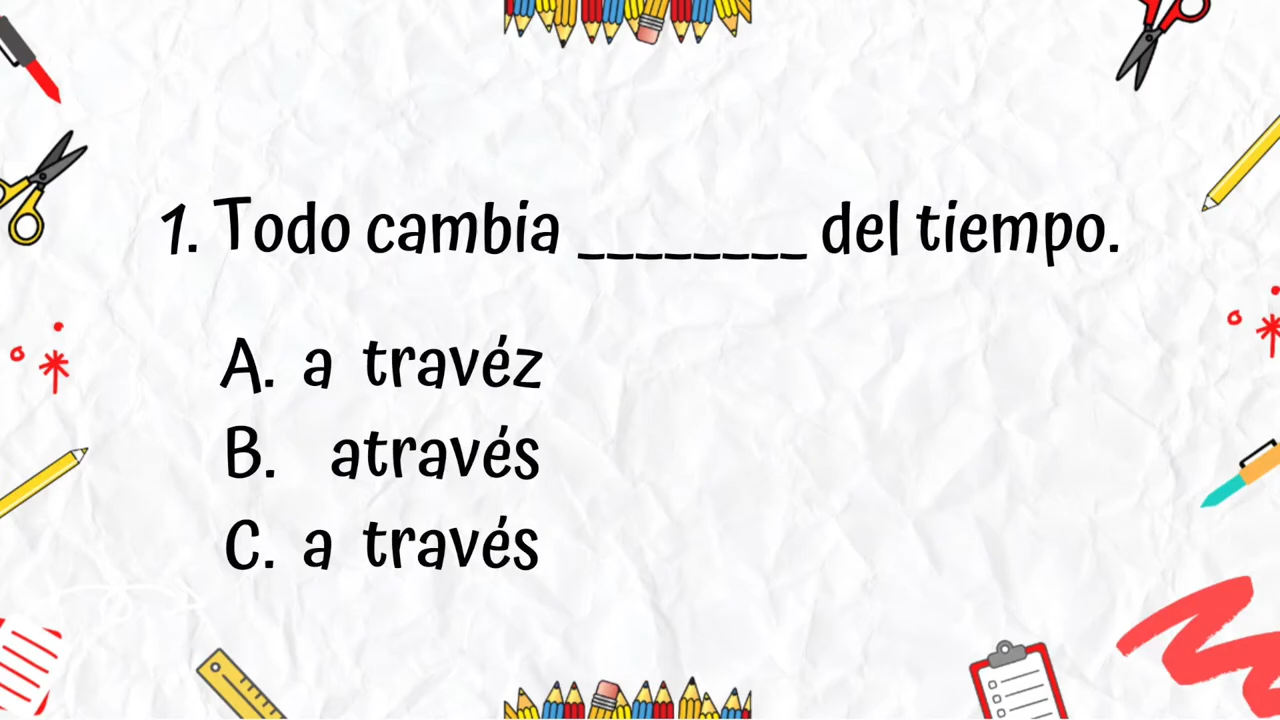 1. Todo cambia ________ del tiempo.
A. a travéz
B. através
C. a través